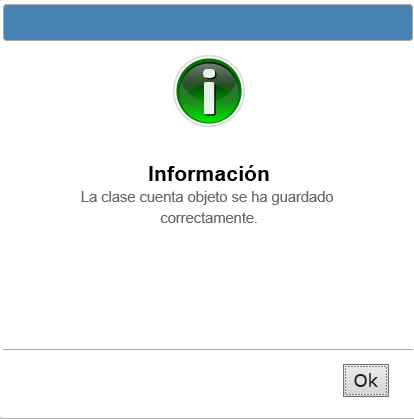 Información
La clase cuenta objeto se ha guardado
correctamente.
Ok